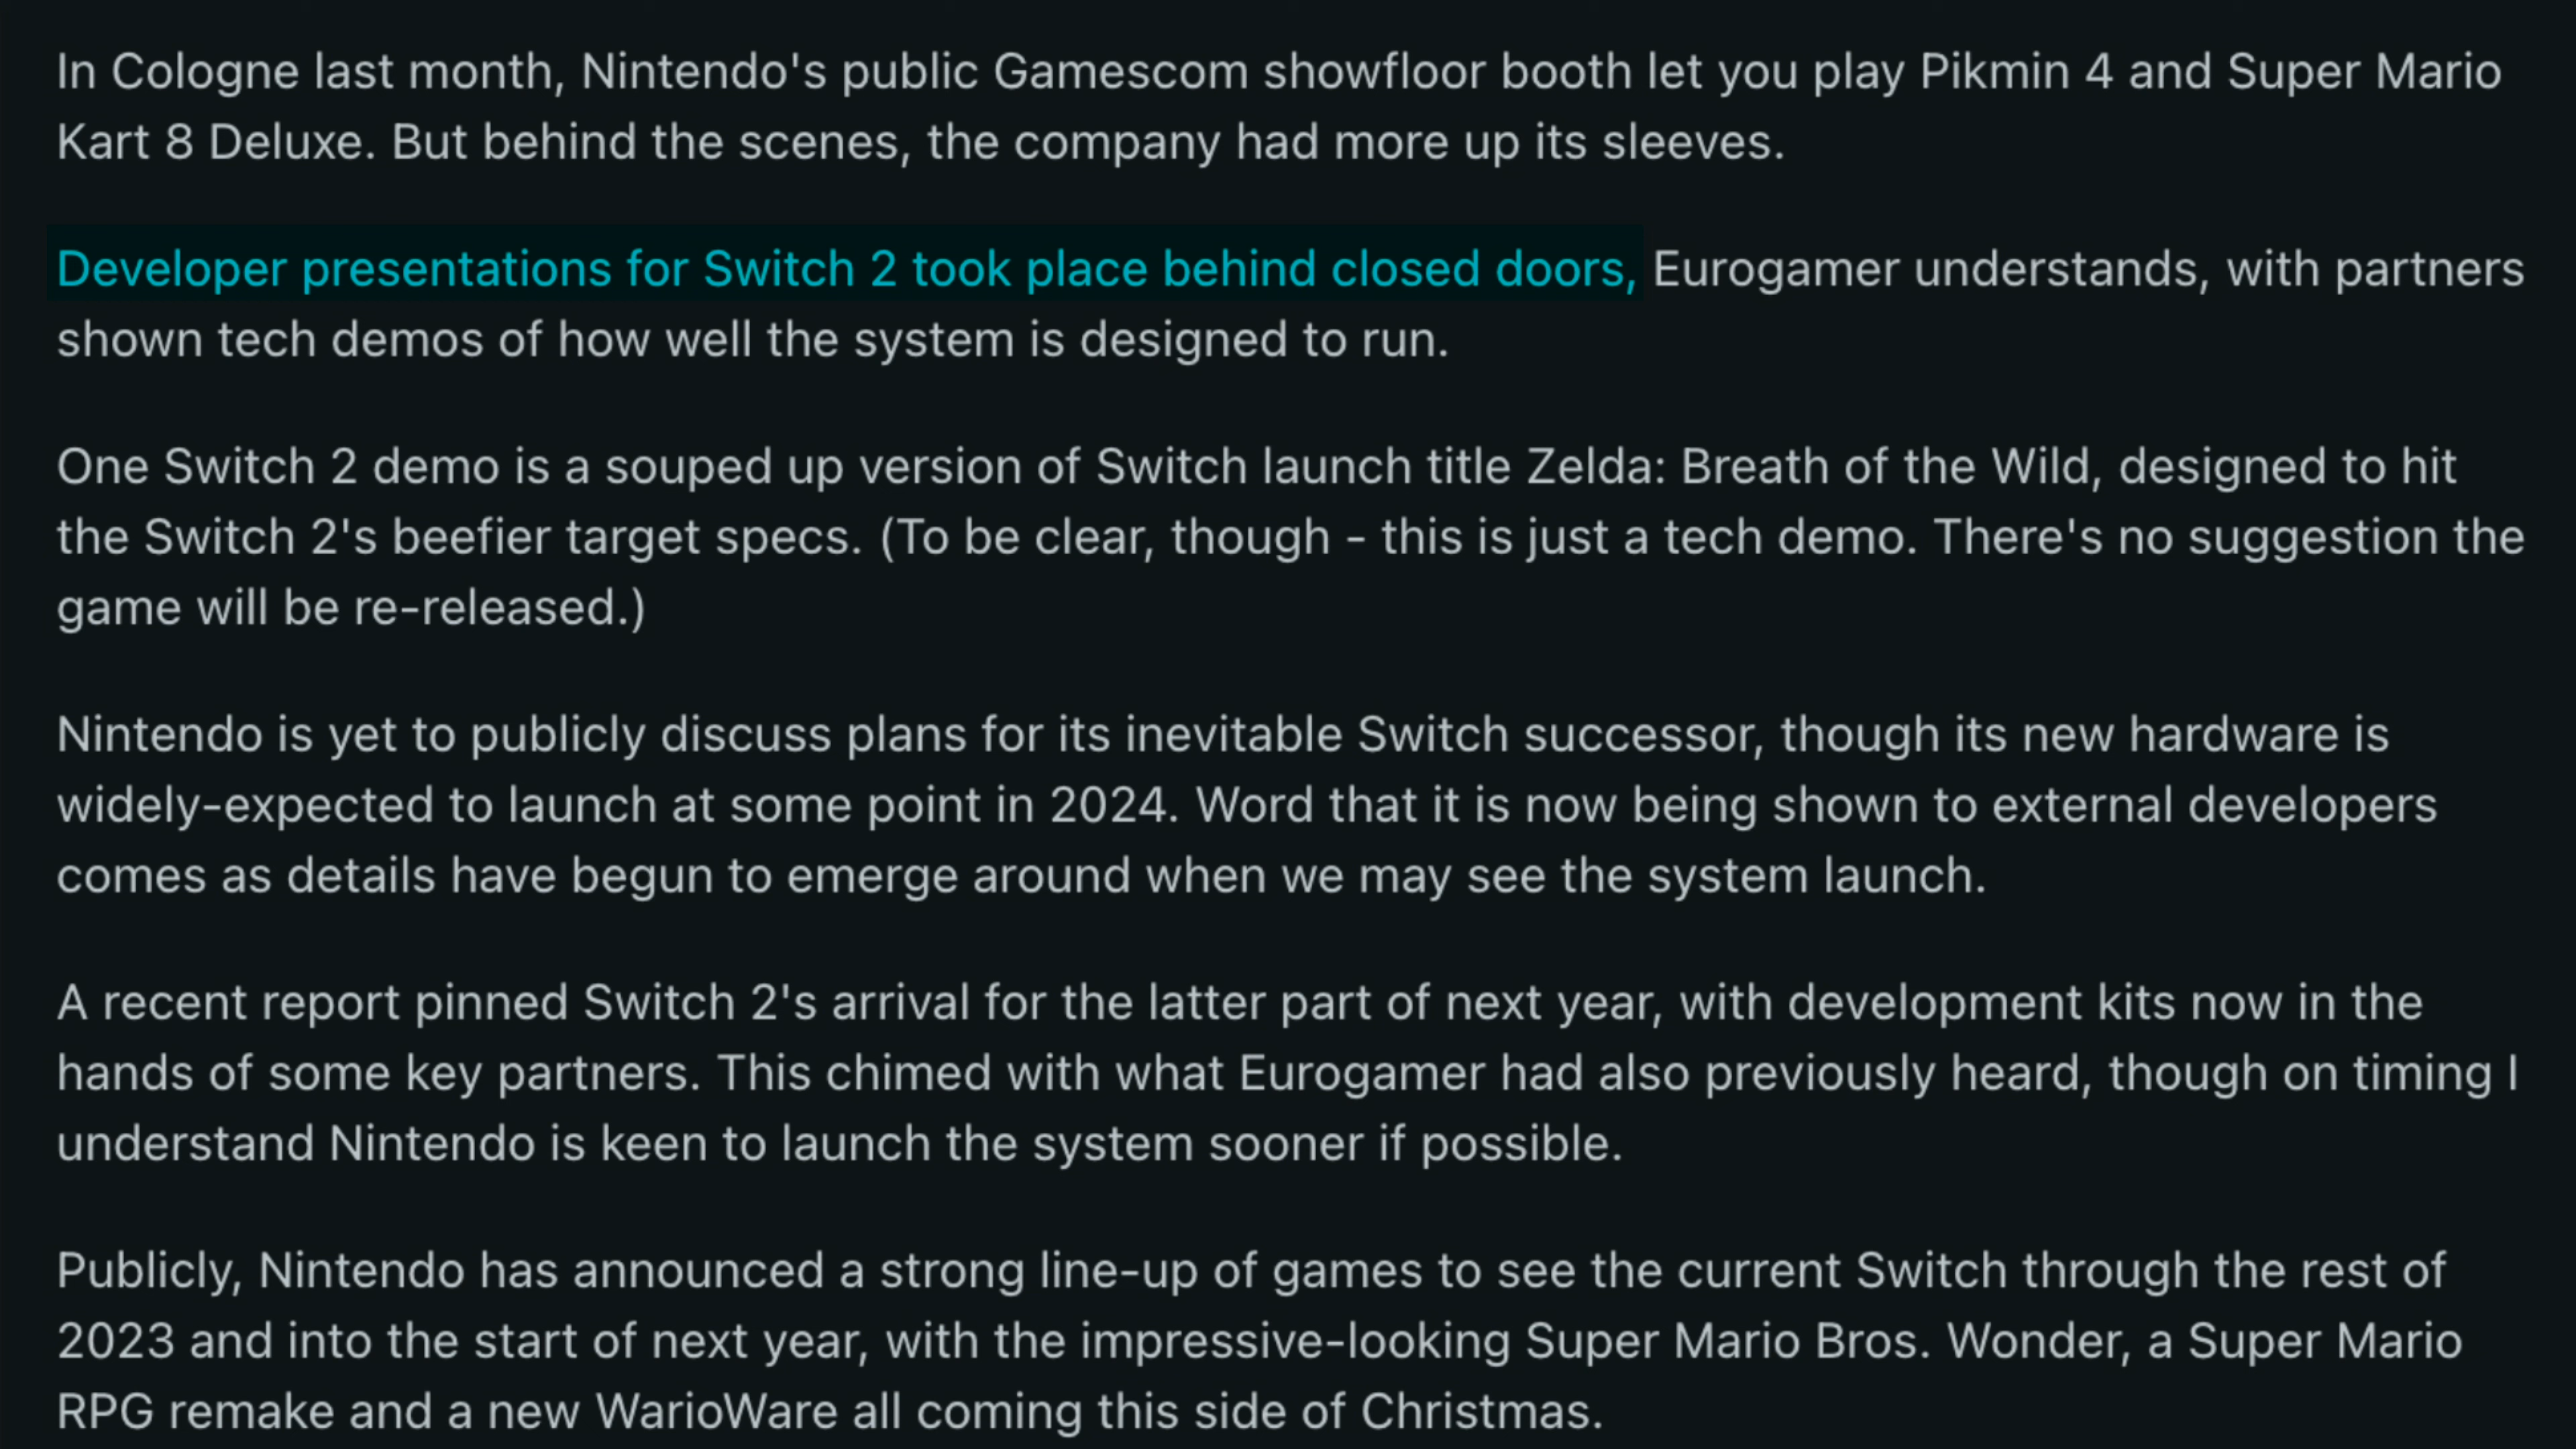 In Cologne last month, Nintendo's public Gamescom showfloor booth let you play Pikmin 4 and Super Mario
Kart 8 Deluxe. But behind the scenes, the company had more up its sleeves.
Developer presentations for Switch 2 took place behind closed doors, Eurogamer understands, with partners
shown tech demos of how well the system is designed to run.
One Switch 2 demo is a souped up version of Switch launch title Zelda: Breath of the Wild, designed to hit
the Switch 2's beefier target specs. (To be clear, though - this is just a tech demo. There's no suggestion the
game will be re-released.)
Nintendo is yet to publicly discuss plans for its inevitable Switch successor, though its new hardware is
widely-expected to launch at some point in 2024. Word that it is now being shown to external developers
comes as details have begun to emerge around when we may see the system launch.
A recent report pinned Switch 2's arrival for the latter part of next year, with development kits now in the
hands of some key partners. This chimed with what Eurogamer had also previously heard, though on timing I
understand Nintendo is keen to launch the system sooner if possible.
Publicly, Nintendo has announced a strong line-up of games to see the current Switch through the rest of
2023 and into the start of next year, with the impressive-looking Super Mario Bros. Wonder, a Super Mario
RPG remake and a new WarioWare all coming this side of Christmas.